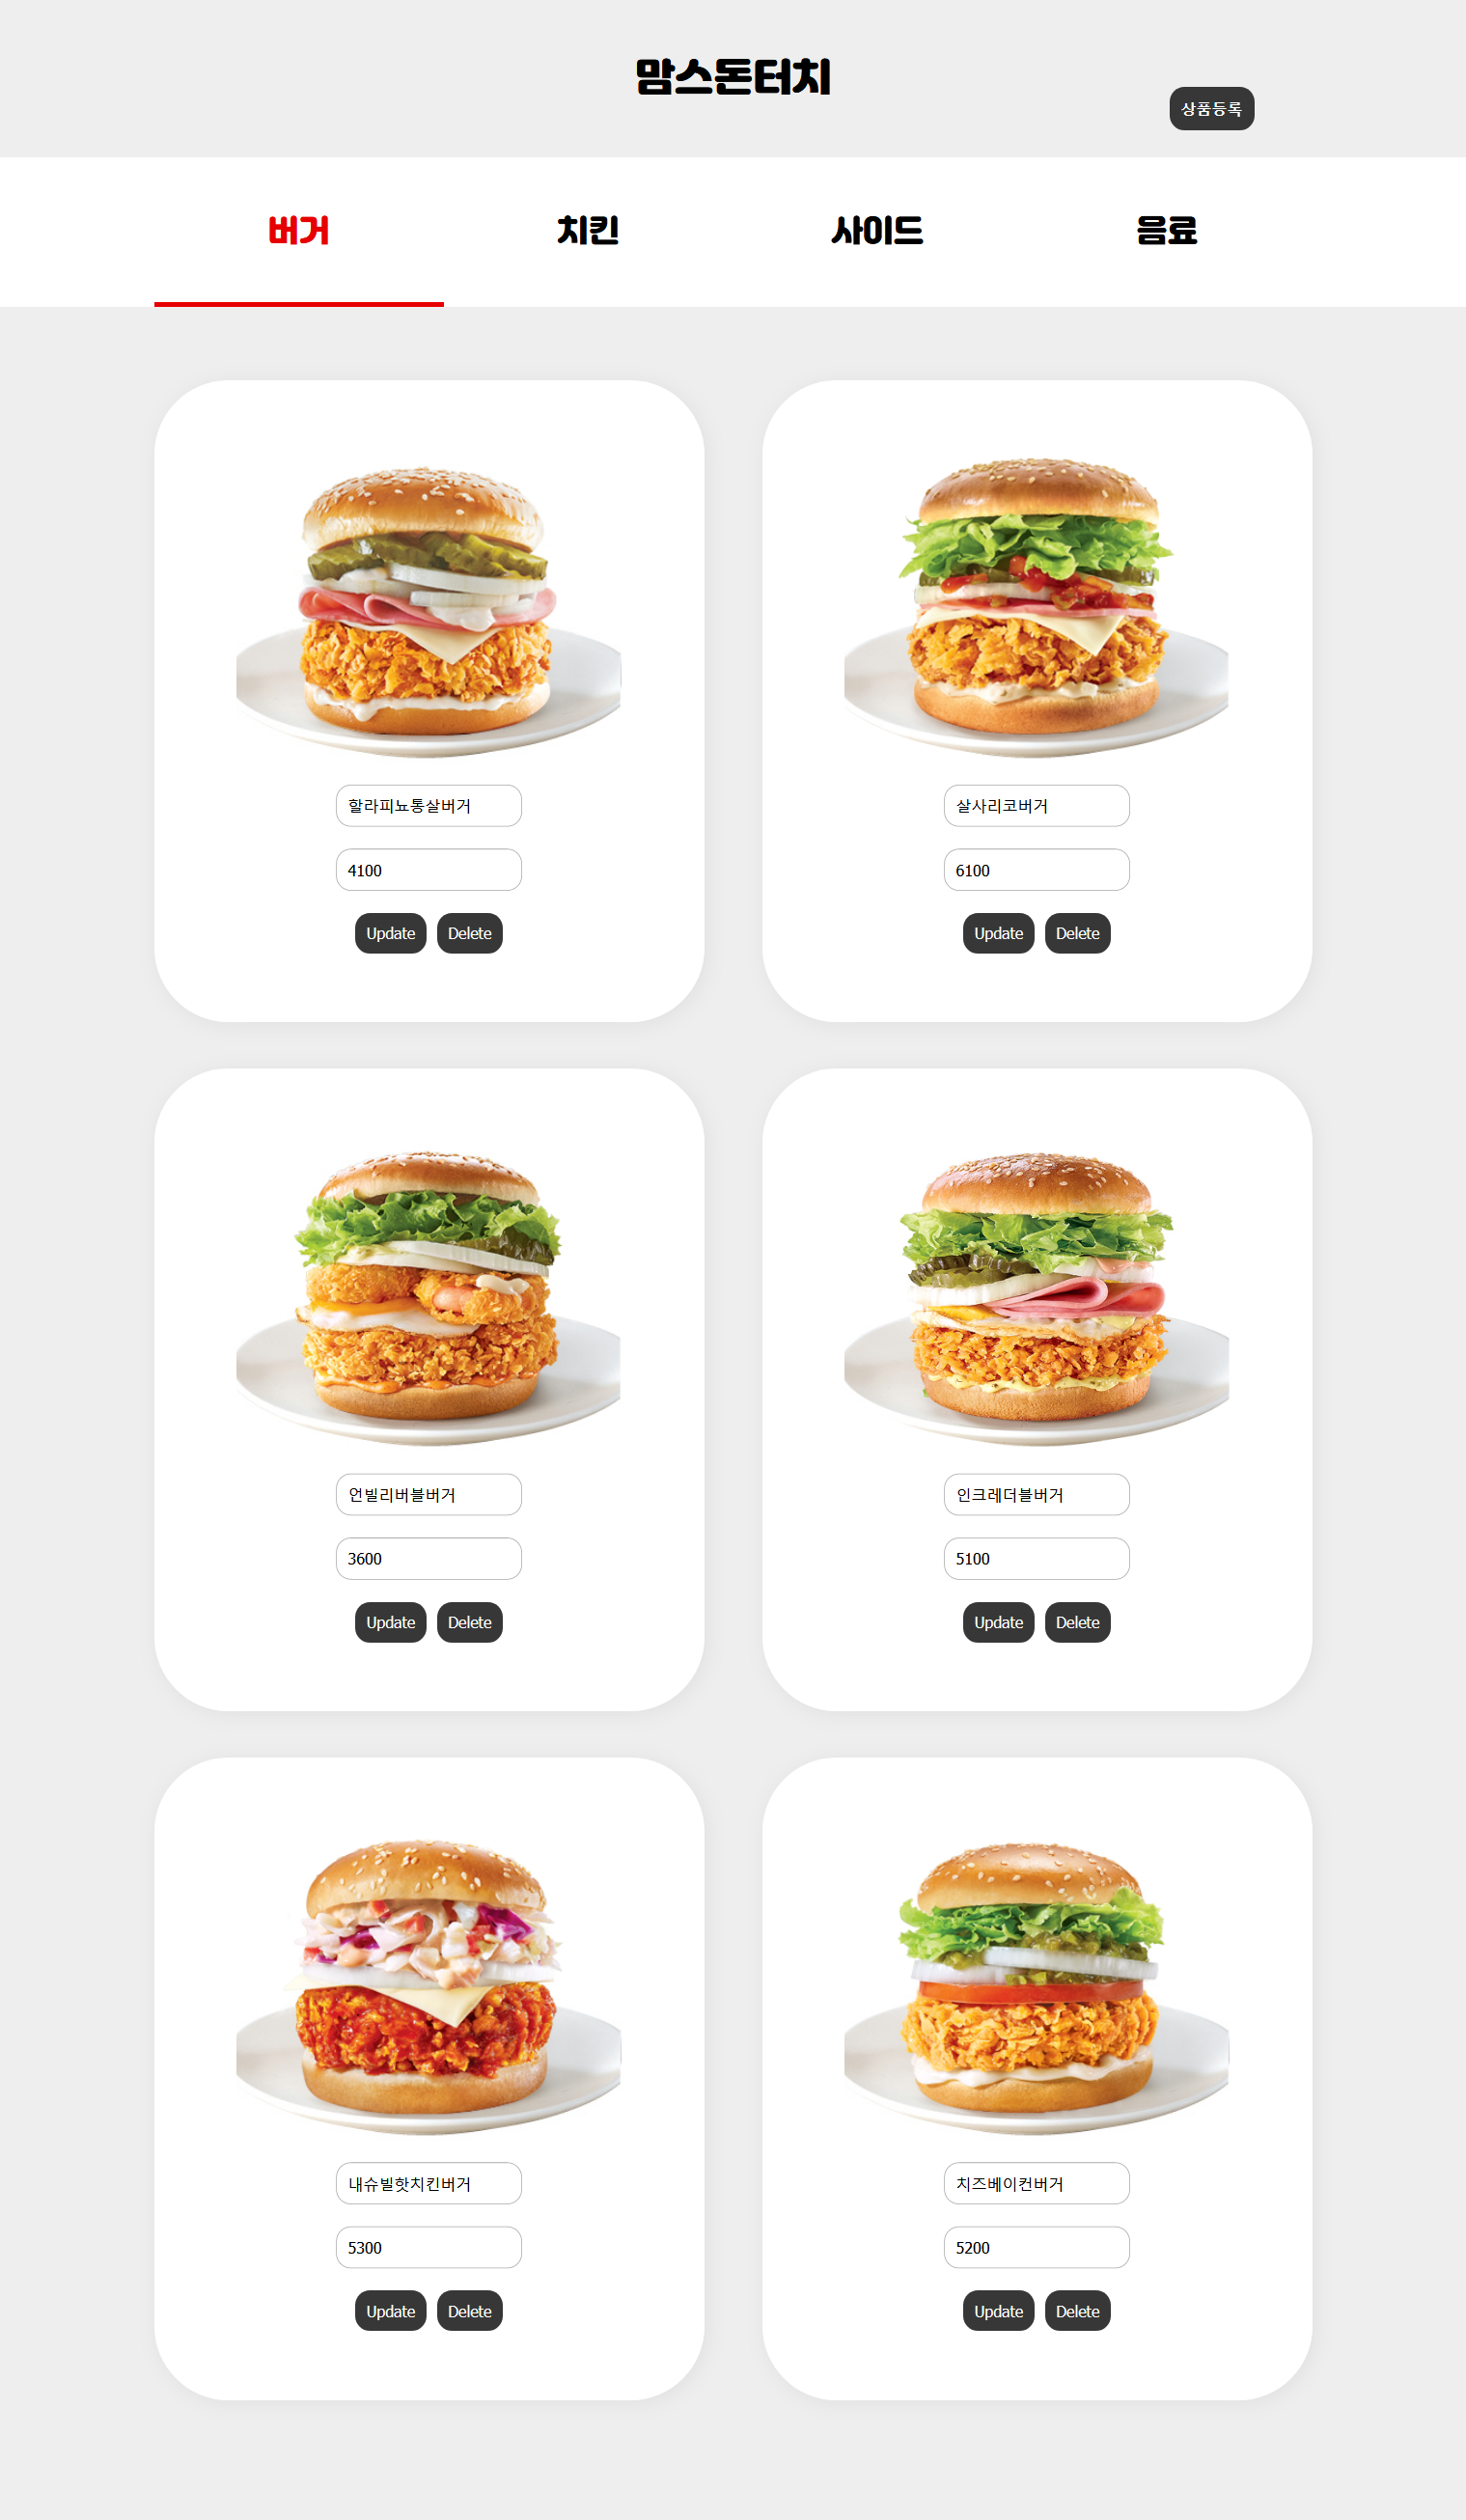 맘스돈터치
상품등록
버거 치킨 사이드 음료
할라피뇨통살버거
4100
Update Delete
살사리코버거
6100
Update Delete
언빌리버블버거
3600
Update Delete
인크레더블버거
5100
Update Delete
내슈빌핫치킨버거
5300
Update Delete
치즈베이컨버거
5200
Update Delete